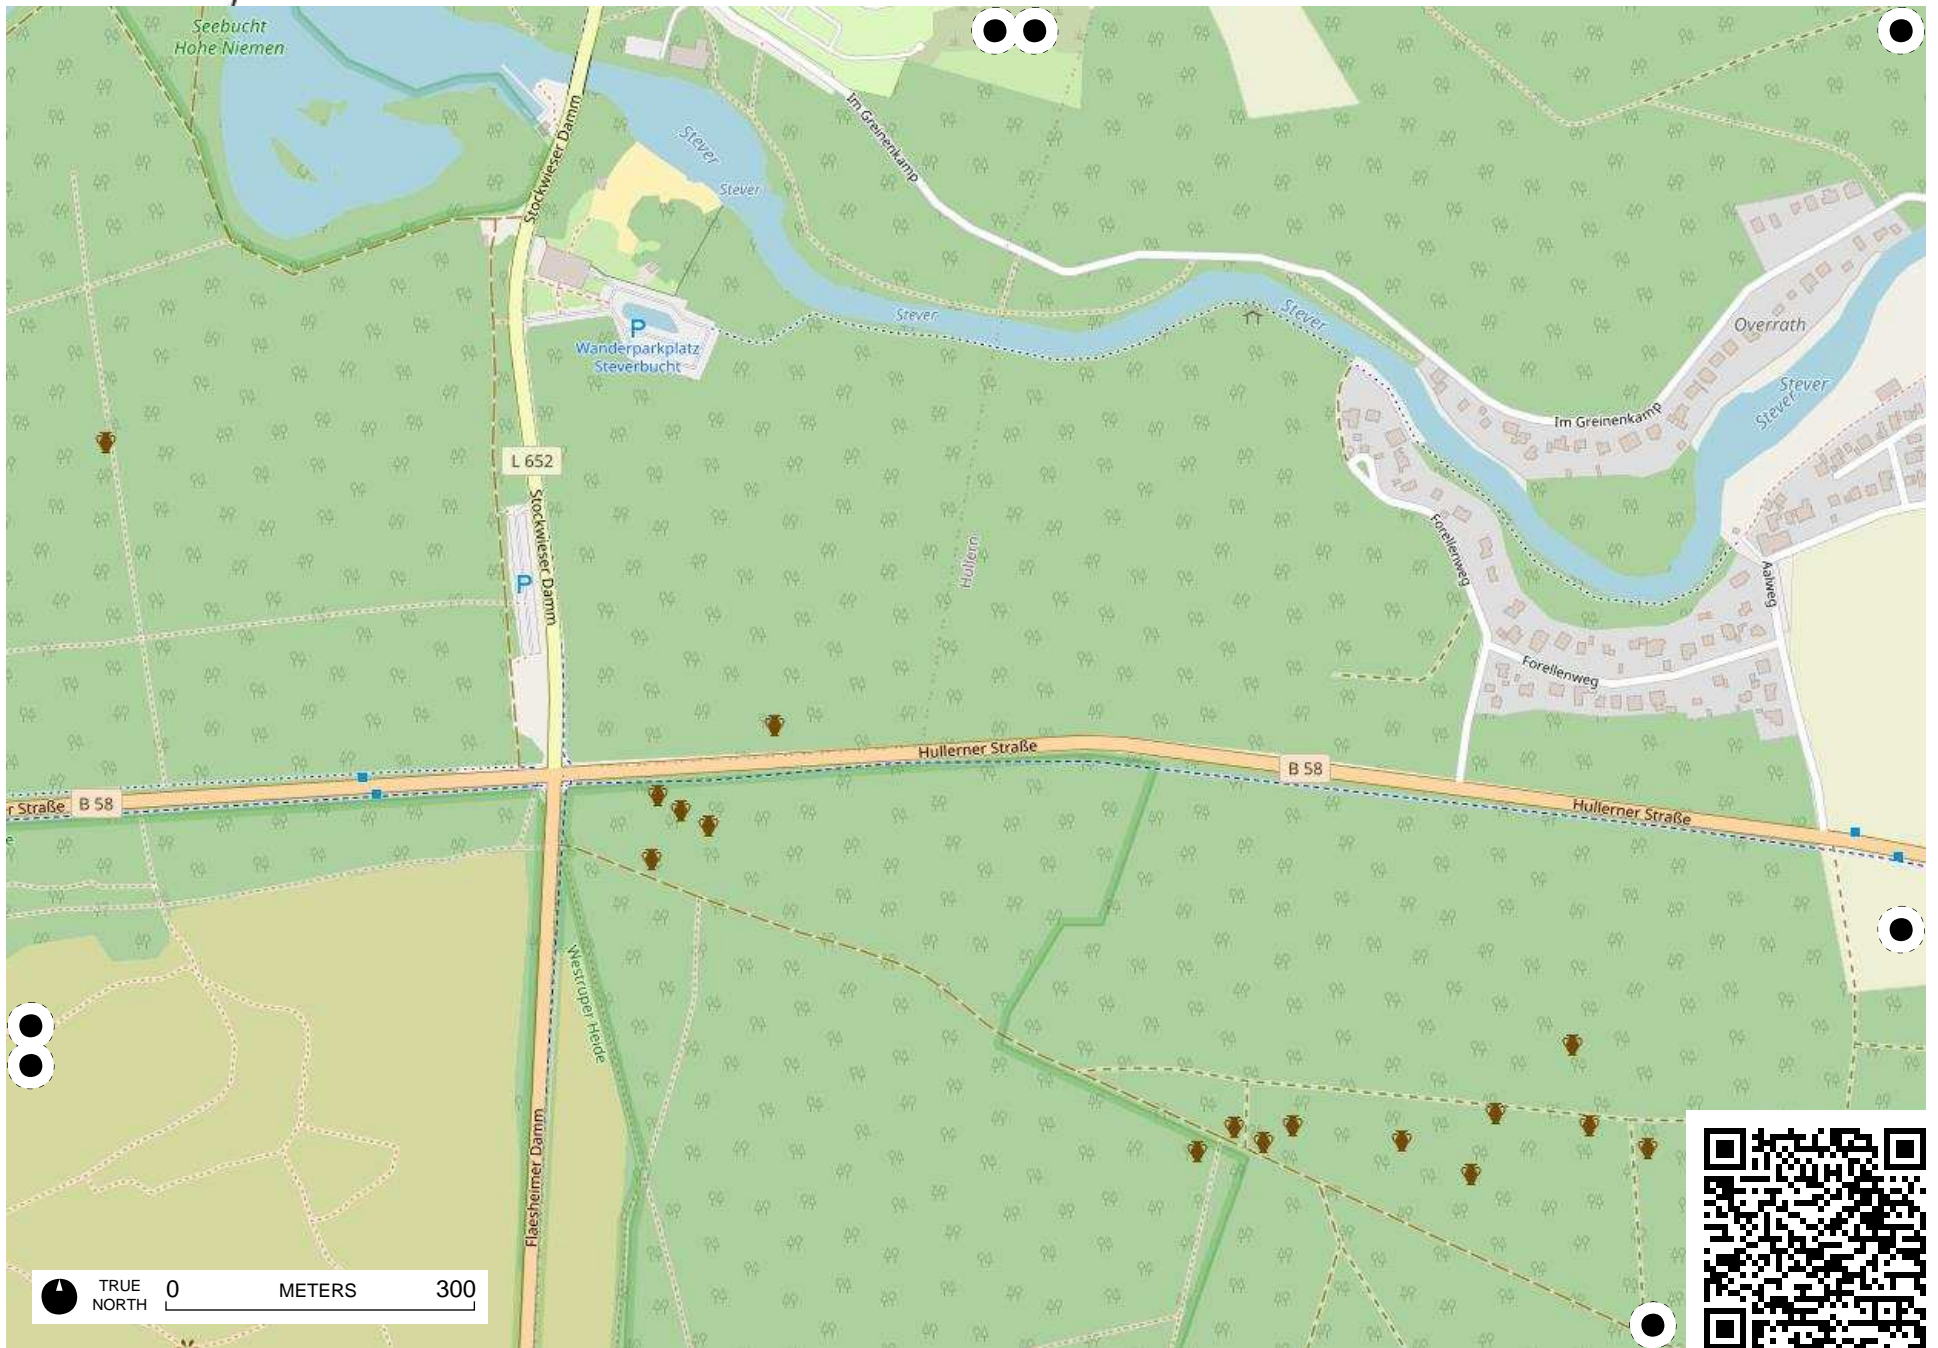 Seebucht
Hohe Niemen
Stockwieser Damm
Stever
Stever
Im Greinenkamp
Stever
Stever
Overrath
P
Wanderparkplatz
Steverbucht
Stever
Stever
Im Greinenkamp
L 652
Stockwieser Damm
Hullern
Forellenweg
P
Aalweg
Forellenweg
Hullerner Straße
B 58
r Straße
B 58
Hullerner Straße
e
Westruper Heide
Flaesheimer Damm
TRUE
NORTH
0 METERS 300